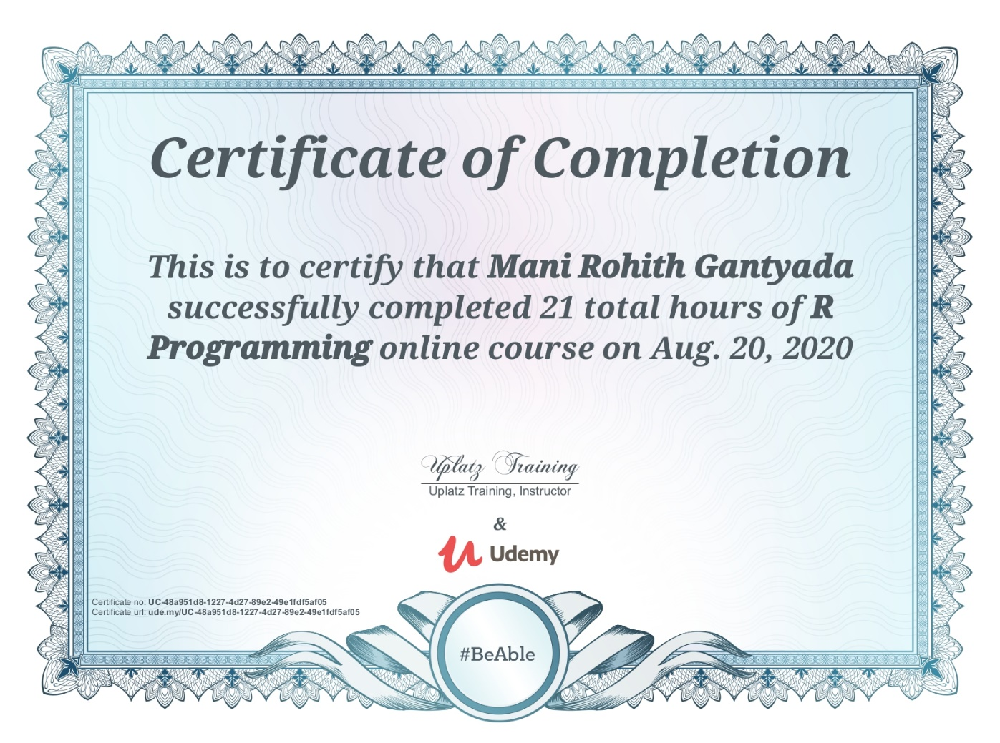 Certificate of Completion
This is to certify that Mani Rohith Gantyada
successfully completed 21 total hours of R
Programming online course on Aug. 20, 2020
Uplatz Training
Uplatz Training, Instructor
&
Udemy
Certificate no: UC-48a951d8-1227-4d27-89e2-49e1fdf5af05
Certificate url: ude.my/UC-48a951d8-1227-4d27-89e2-49e1fdf5af05
#BeAble